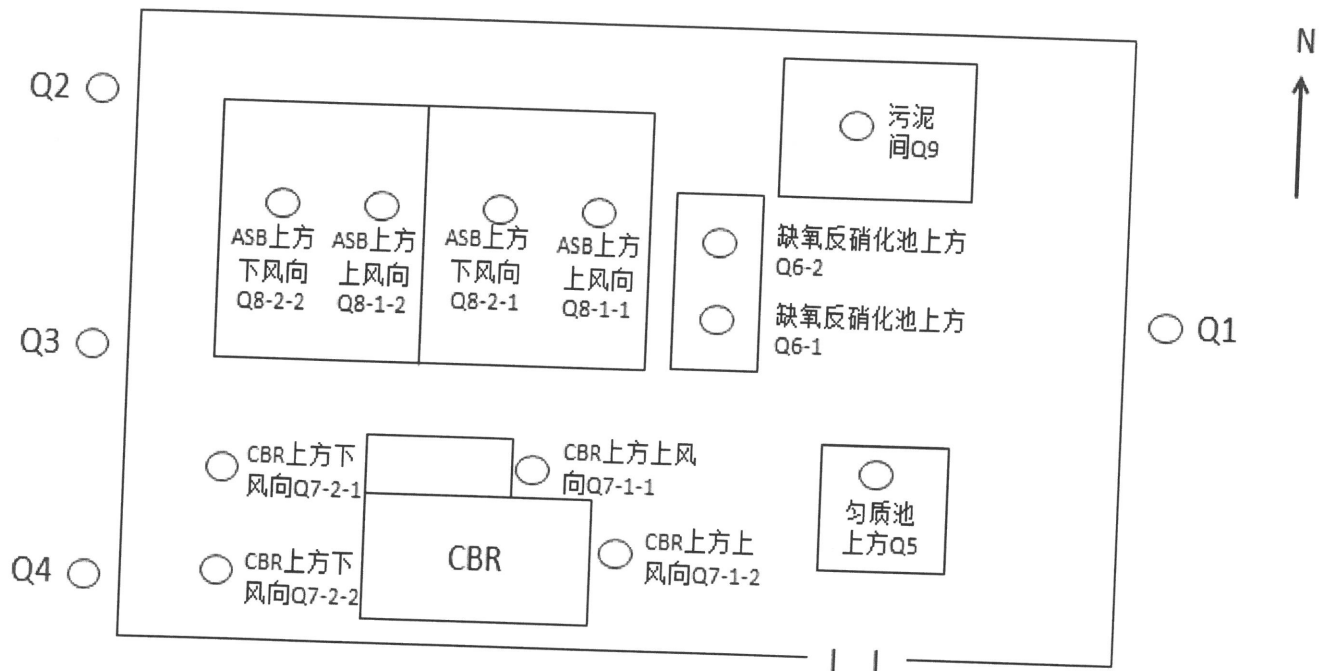 N
Q2
污泥
间Q9
ASB上方
下风向
Q8-2-2
ASB上方
上风向
Q8-1-2
ASB上方
下风向
Q8-2-1
ASB上方
上风向
Q8-1-1
缺氧反硝化池上方
Q6-2
缺氧反硝化池上方
Q6-1
Q3
Q1
CBR上方下
风向Q7-2-1
CBR上方上风
向Q7-1-1
匀质池
上方Q5
Q4
CBR上方下
风向Q7-2-2
CBR
CBR上方上
风向Q7-1-2